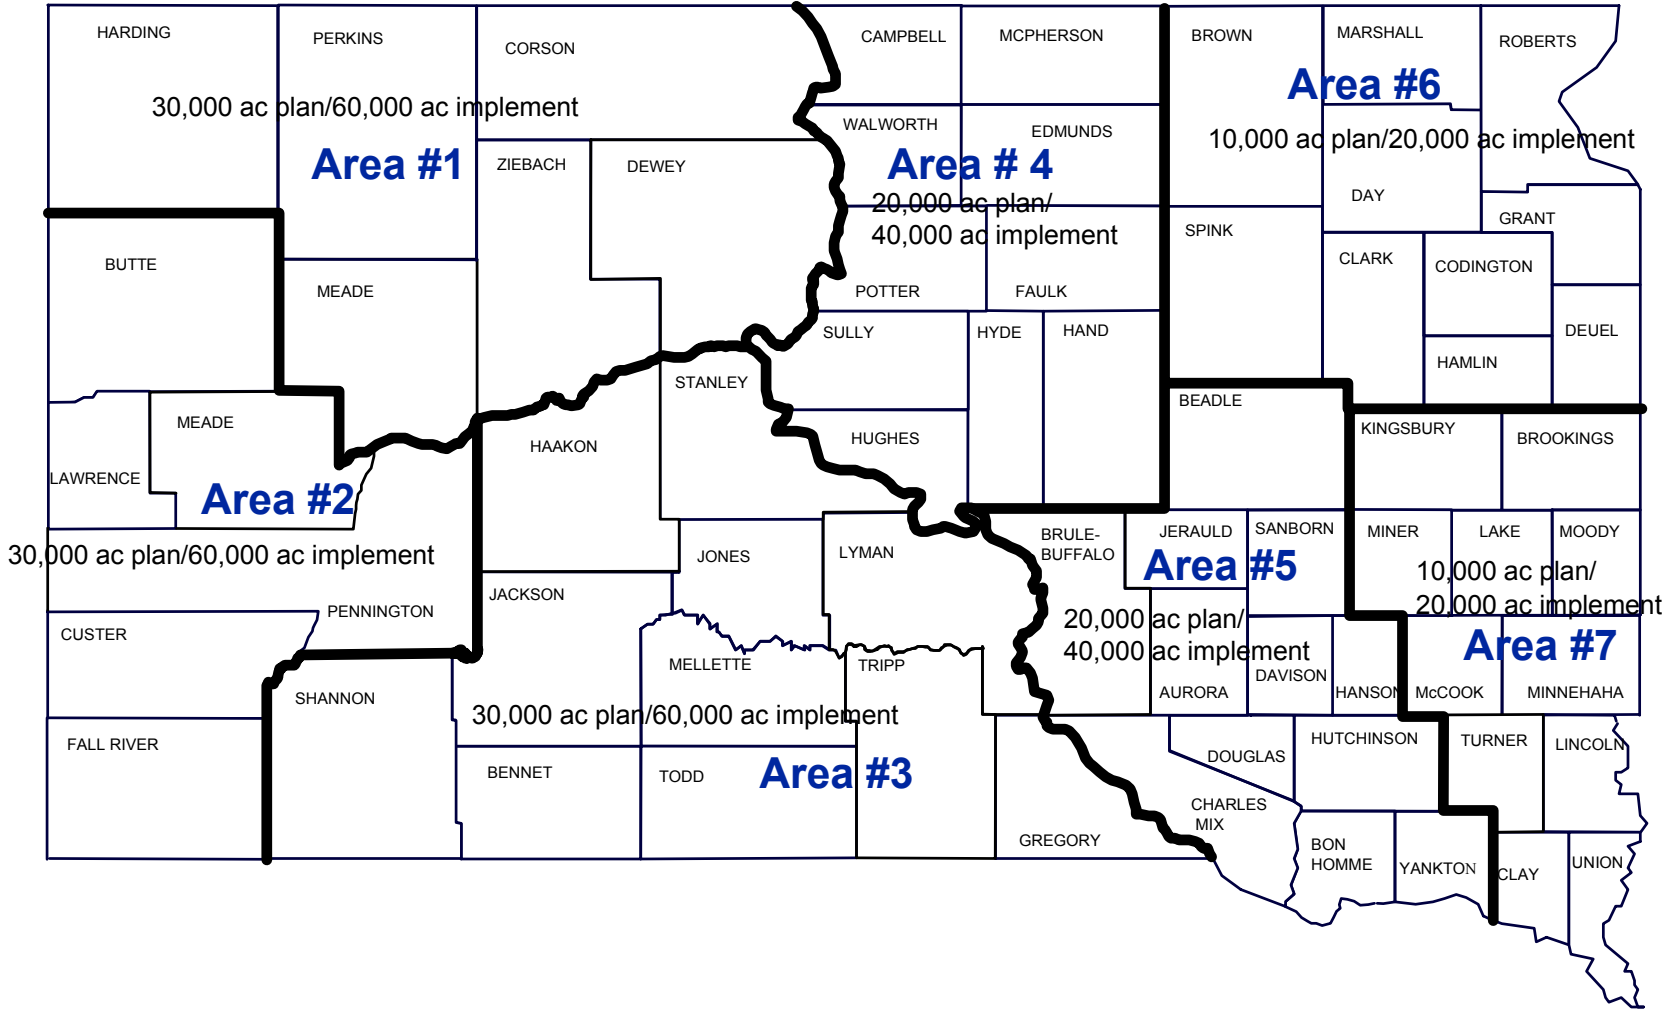 HARDING
PERKINS
CORSON
CAMPBELL
MCPHERSON
BROWN
MARSHALL
ROBERTS
30,000 ac plan/60,000 ac implement
Area #1
ZIEBACH
DEWEY
WALWORTH
EDMUNDS
Area # 4
20,000 ac plan/
40,000 ac implement
Area #6
10,000 ac plan/20,000 ac implement
DAY
GRANT
SPINK
CLARK
CODINGTON
BUTTE
MEADE
POTTER
FAULK
SULLY
HYDE
HAND
DEUEL
HAMLIN
STANLEY
BEADLE
MEADE
HAAKON
HUGHES
KINGSBURY
BROOKINGS
LAWRENCE
Area #2
30,000 ac plan/60,000 ac implement
JONES
LYMAN
BRULE-
BUFFALO
JERAULD
SANBORN
Area #5
20,000 ac plan/
40,000 ac implement
MINER
LAKE
MOODY
10,000 ac plan/
20,000 ac implement
Area #7
JACKSON
PENNINGTON
CUSTER
MELLETTE
TRIPP
SHANNON
AURORA
DAVISON
HANSON
McCOOK
MINNEHAHA
30,000 ac plan/60,000 ac implement
FALL RIVER
BENNET
TODD
Area #3
DOUGLAS
HUTCHINSON
TURNER
LINCOLN
CHARLES
MIX
GREGORY
BON
HOMME
YANKTON
CLAY
UNION